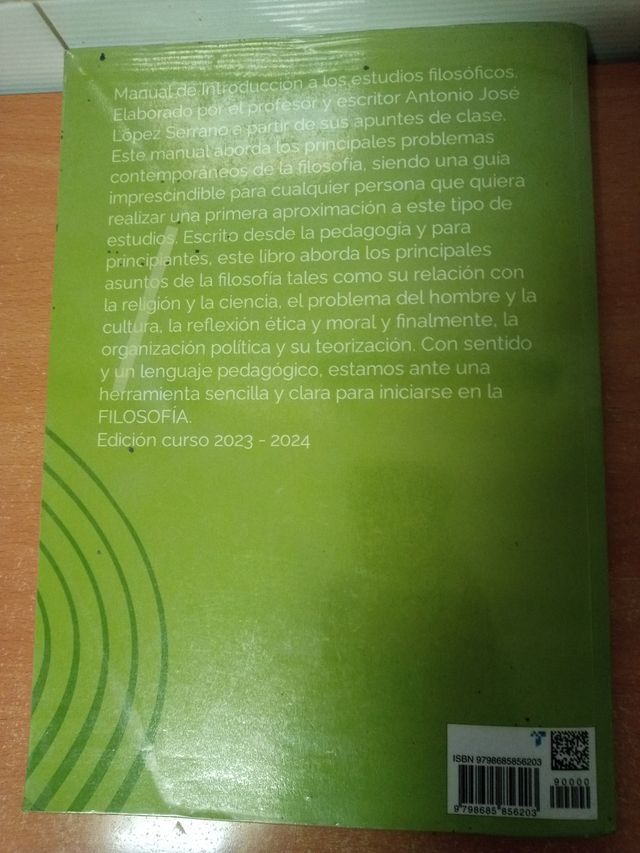 Manual de Introducción a los estudios filosóficos.
Elaborado por el profesor y escritor Antonio José
López Serrano a partir de sus apuntes de clase.
Este manual aborda los principales problemas
contemporáneos de la filosofía, siendo una guía
imprescindible para cualquier persona que quiera
realizar una primera aproximación a este tipo de
estudios. Escrito desde la pedagogía y para
principiantes, este libro aborda los principales
asuntos de la filosofía tales como su relación con
la religión y la ciencia, el problema del hombre y la
cultura, la reflexión ética y moral y finalmente, la
organización política y su teorización. Con sentido
y un lenguaje pedagógico, estamos ante una
herramienta sencilla y clara para iniciarse en la
FILOSOFÍA.
Edición curso 2023 - 2024
ISBN 9798685856203
90000
9 798685 856203